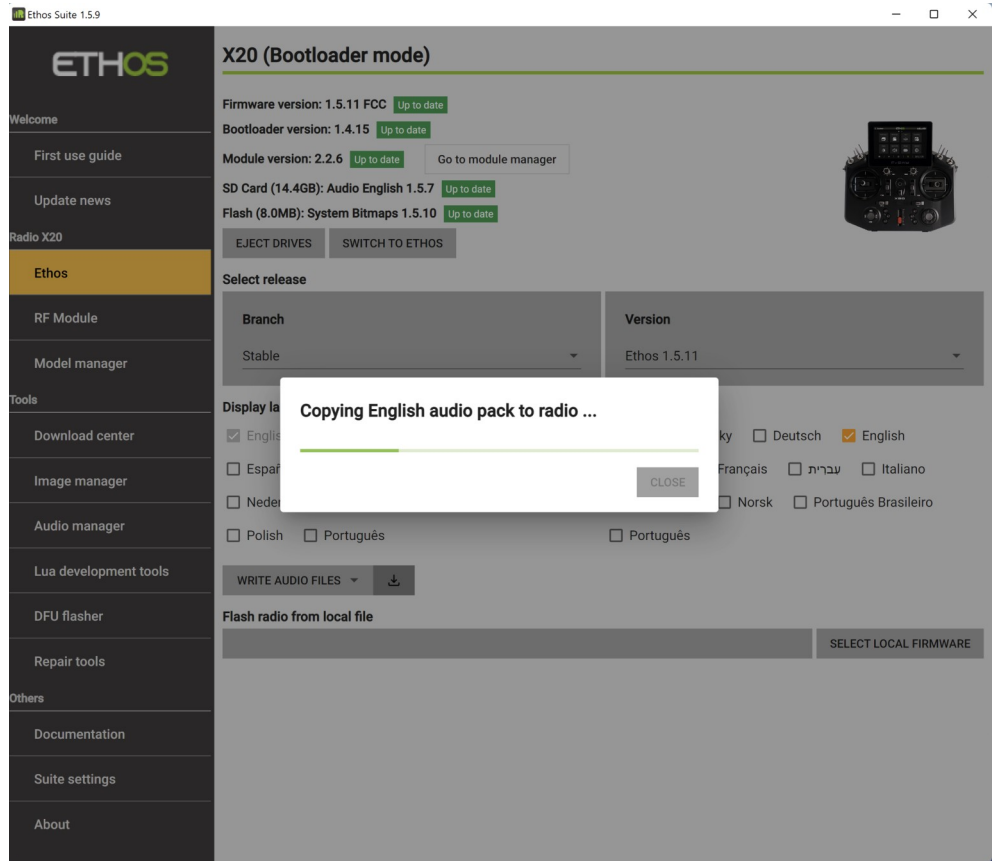 Ethos Suite 1.5.9
ETHOS
Welcome
First use guide
Update news
Radio X20
Ethos
RF Module
Model manager
Tools
Download center
Image manager
Audio manager
Lua development tools
DFU flasher
Repair tools
Others
Documentation
Suite settings
About
X20 (Bootloader mode)
Firmware version: 1.5.11 FCC Up to date
Bootloader version: 1.4.15 Up to date
Module version: 2.2.6 Up to date Go to module manager
SD Card (14.4GB): Audio English 1.5.7 Up to date
Flash (8.0MB): System Bitmaps 1.5.10 Up to date
EJECT DRIVES SWITCH TO ETHOS
Select release
Branch Version
Stable Ethos 1.5.11
Display la
Copying English audio pack to radio ...
CLOSE
Englis ky Deutsch English
Españ Français עברית Italiano
Neder Norsk Português Brasileiro
Polish Português Português
WRITE AUDIO FILES
Flash radio from local file
SELECT LOCAL FIRMWARE